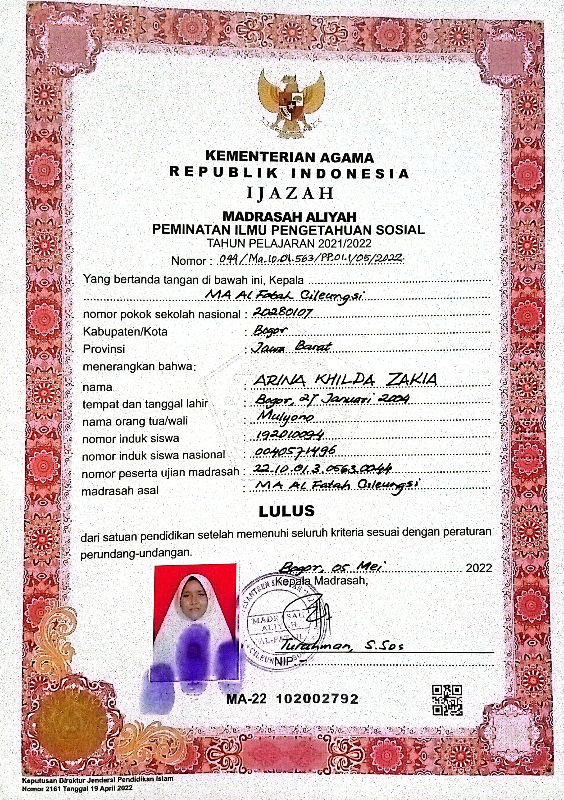 KEMENTERIAN AGAMA
REPUBLIK INDONESIA
IJAZAH
MADRASAH ALIYAH
PEMINATAN ILMU PENGETAHUAN SOSIAL
TAHUN PELAJARAN 2021/2022
Nomor : 044/Ma.10.01.563/PP.01.1/05/2022
Yang bertanda tangan di bawah ini, Kepala
MA Al Fatah Cileungsi
nomor pokok sekolah nasional : 20280107
Kabupaten/Kota : Bogor
Provinsi : Jawa Barat
menerangkan bahwa:
nama : ARINA KHILDA ZAKIA
tempat dan tanggal lahir : Bogor, 27 Januari 2004
nama orang tua/wali : Mulyono
nomor induk siswa : 192010094
nomor induk siswa nasional : 0040571496
nomor peserta ujian madrasah : 22.10.01.3.0563.0044
madrasah asal : MA Al Fatah Cileungsi
LULUS
dari satuan pendidikan setelah memenuhi seluruh kriteria sesuai dengan peraturan
perundang-undangan.
Bogor, 05 Mei 2022
Kepala Madrasah,
MADRASAH
ALIYAH
AL-FATAH
Turahman, S.Sos
NIP –
MA-22 102002792
Keputusan Direktur Jenderal Pendidikan Islam
Nomor 2161 Tanggal 19 April 2022